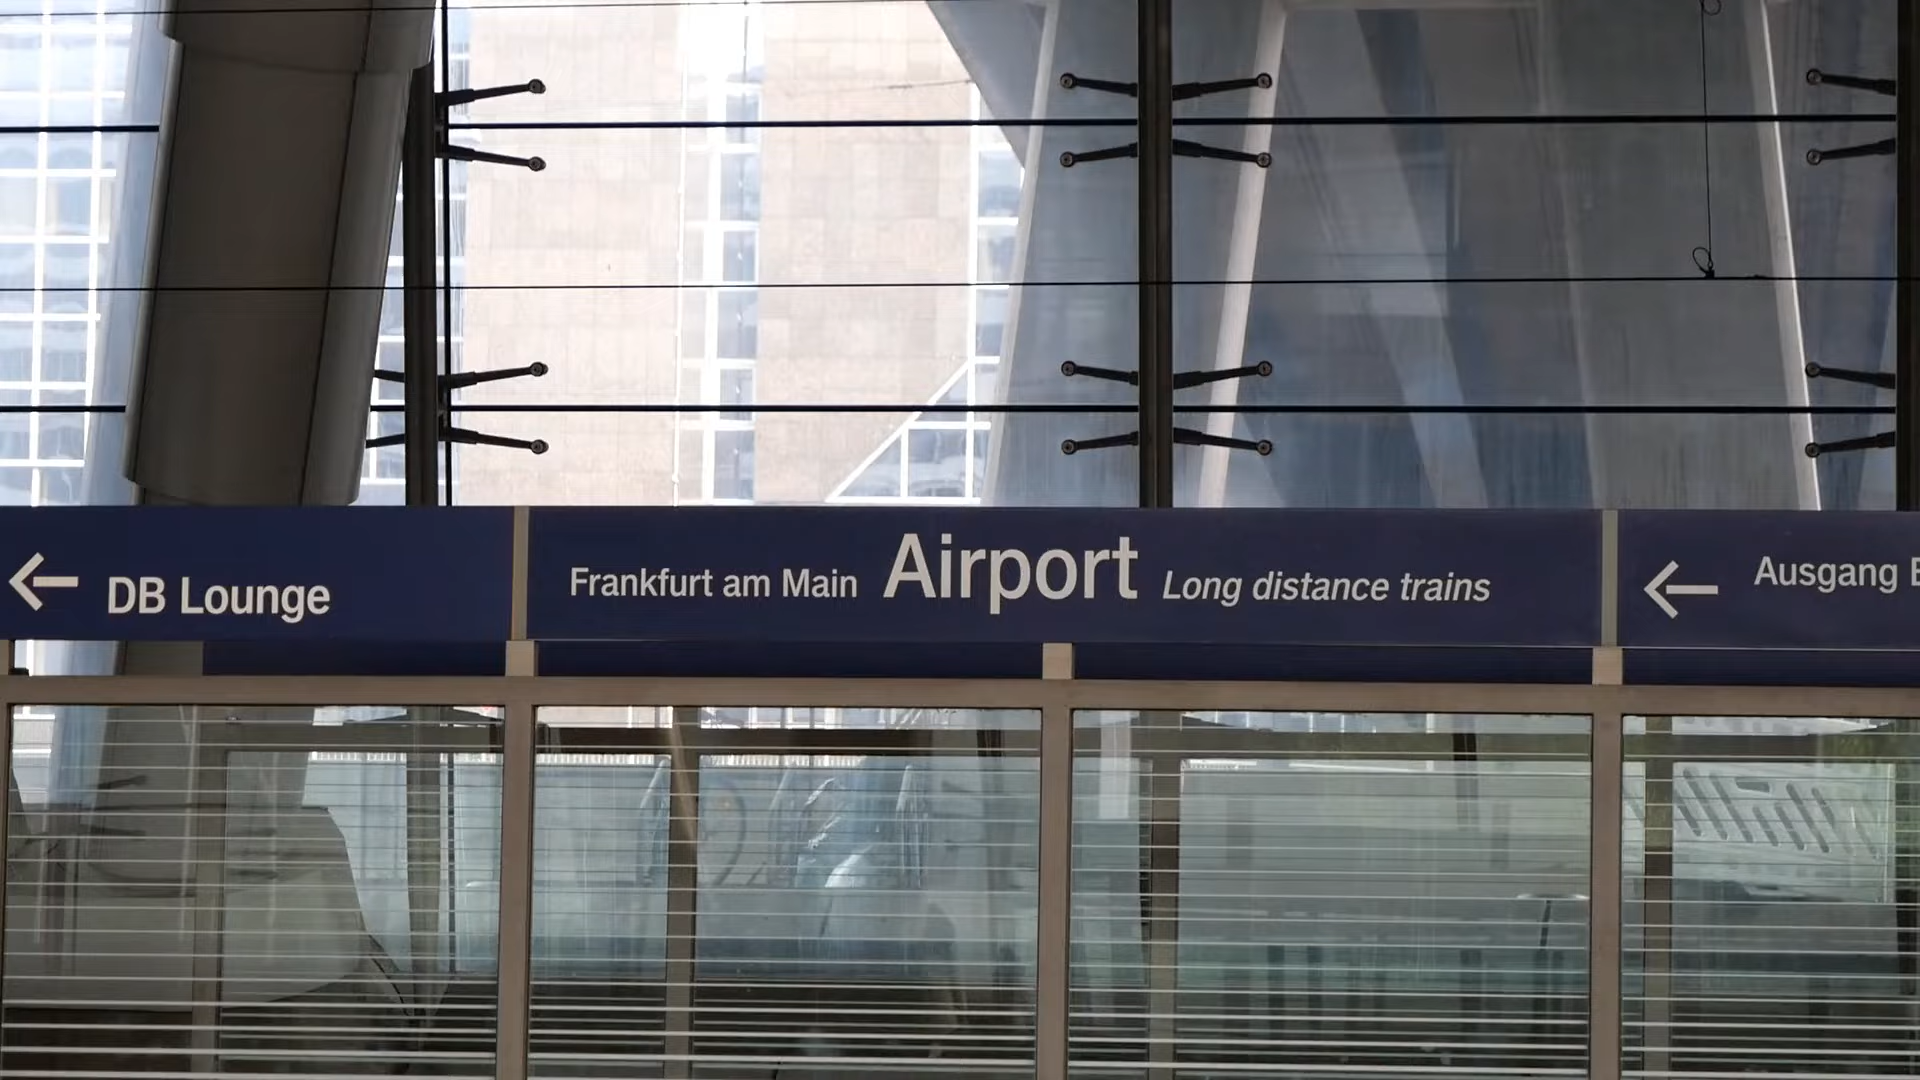 ← DB Lounge
Frankfurt am Main Airport Long distance trains
← Ausgang